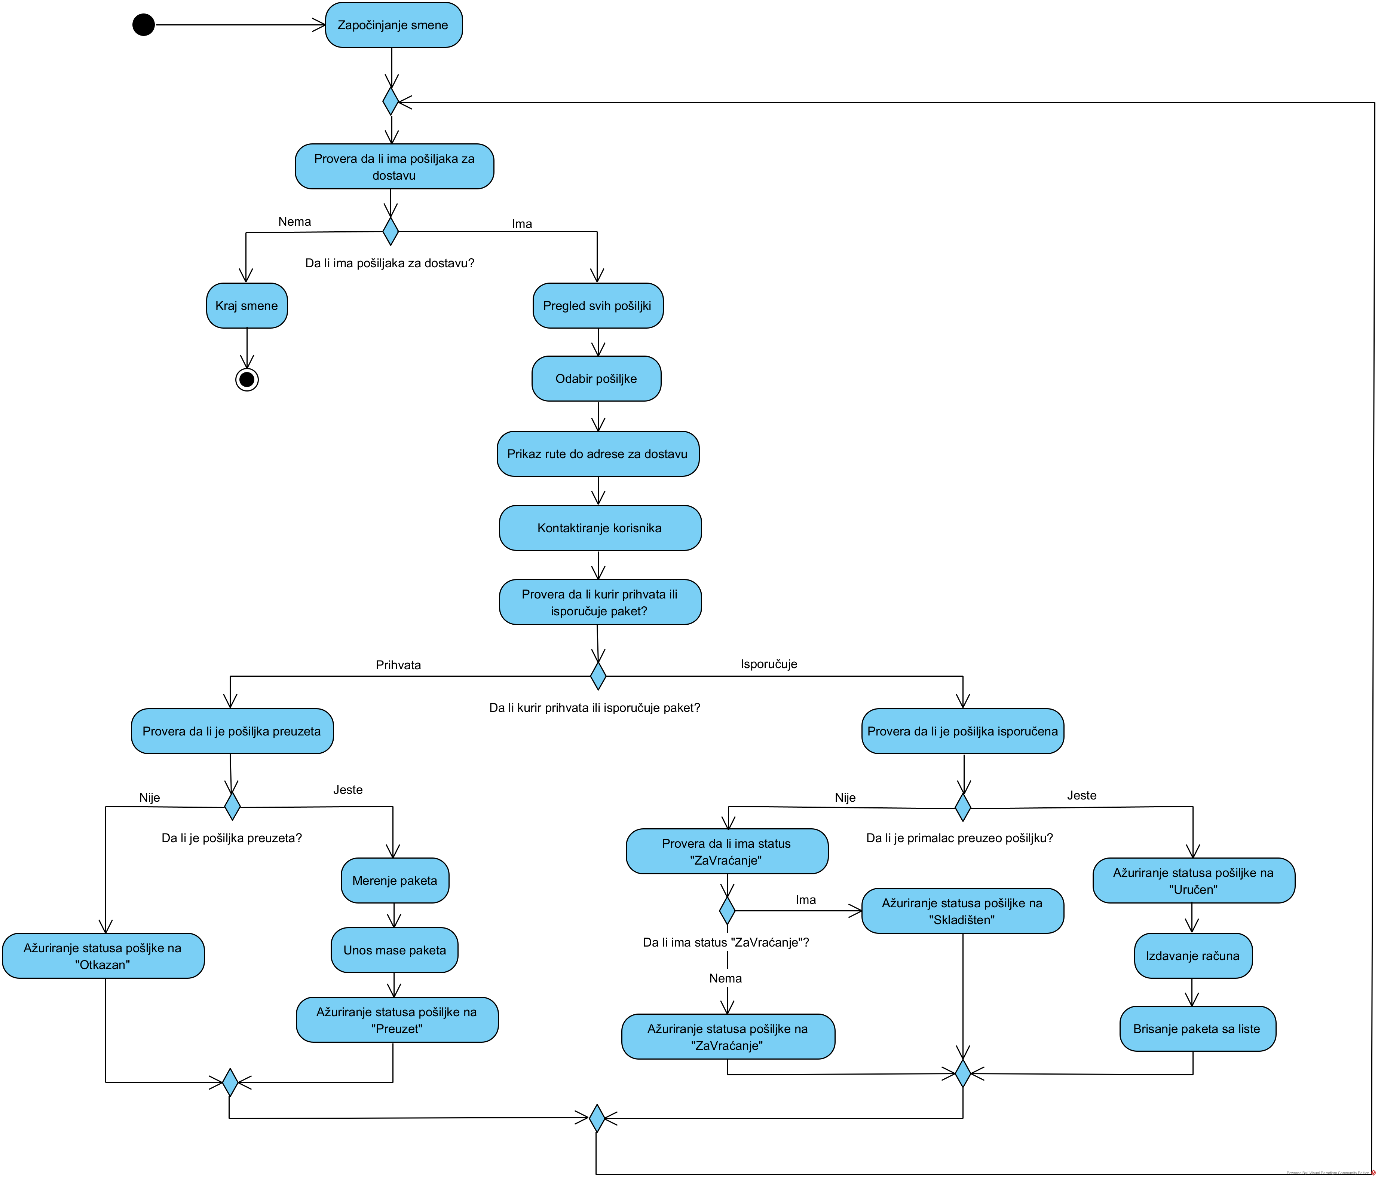 Započinjanje smene
Provera da li ima pošiljaka za
dostavu
Nema
Ima
Da li ima pošiljaka za dostavu?
Kraj smene
Pregled svih pošiljki
Odabir pošiljke
Prikaz rute do adrese za dostavu
Kontaktiranje korisnika
Provera da li kurir prihvata ili
isporučuje paket?
Prihvata
Isporučuje
Da li kurir prihvata ili isporučuje paket?
Provera da li je pošiljka preuzeta
Provera da li je pošiljka isporučena
Nije
Jeste
Nije
Jeste
Da li je pošiljka preuzeta?
Da li je primalac preuzeo pošiljku?
Provera da li ima status
"ZaVraćanje"
Merenje paketa
Ažuriranje statusa pošiljke na
"Uručen"
Ima
Ažuriranje statusa pošiljke na
"Skladišten"
Da li ima status "ZaVraćanje"?
Ažuriranje statusa pošljke na
"Otkazan"
Unos mase paketa
Izdavanje računa
Nema
Ažuriranje statusa pošiljke na
"Preuzet"
Ažuriranje statusa pošiljke na
"ZaVraćanje"
Brisanje paketa sa liste